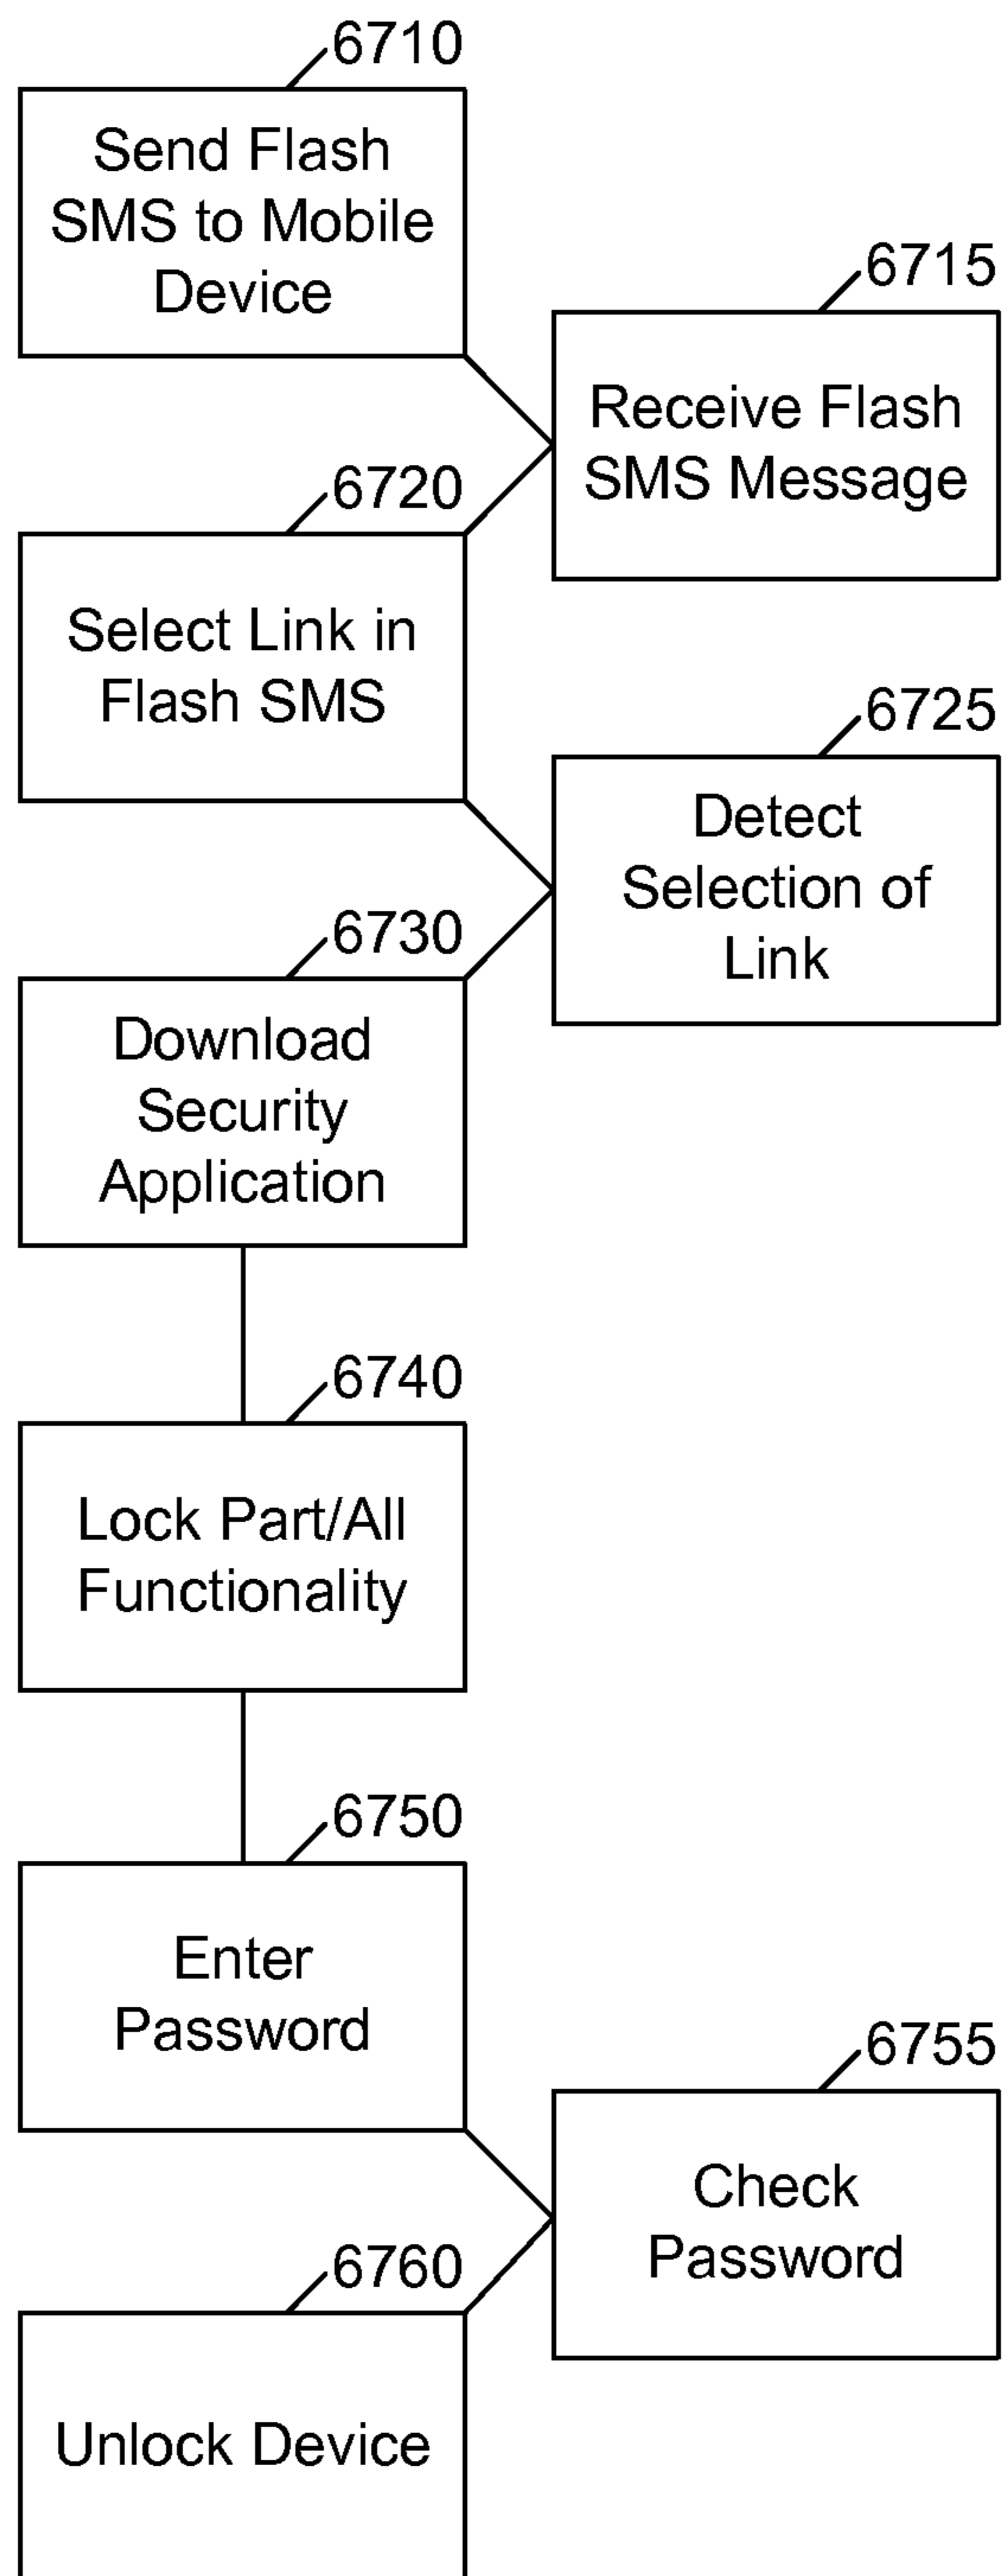 6710
Send Flash
SMS to Mobile
Device
6715
Receive Flash
SMS Message
6720
Select Link in
Flash SMS
6725
Detect
Selection of
Link
6730
Download
Security
Application
6740
Lock Part/All
Functionality
6750
Enter
Password
6755
Check
Password
6760
Unlock Device